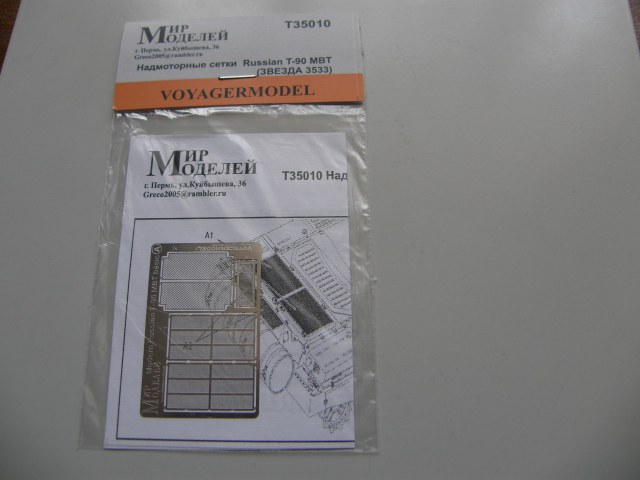 Мир Моделей
T35010
г. Пермь, ул.Куйбышева, 36
Greco2005@rambler.ru
Надмоторные сетки Russian T-90 MBT
(ЗВЕЗДА 3533)
VOYAGERMODEL
Мир Моделей
T35010 Над
г. Пермь, ул.Куйбышева, 36
Greco2005@rambler.ru
A1
Мир Моделей